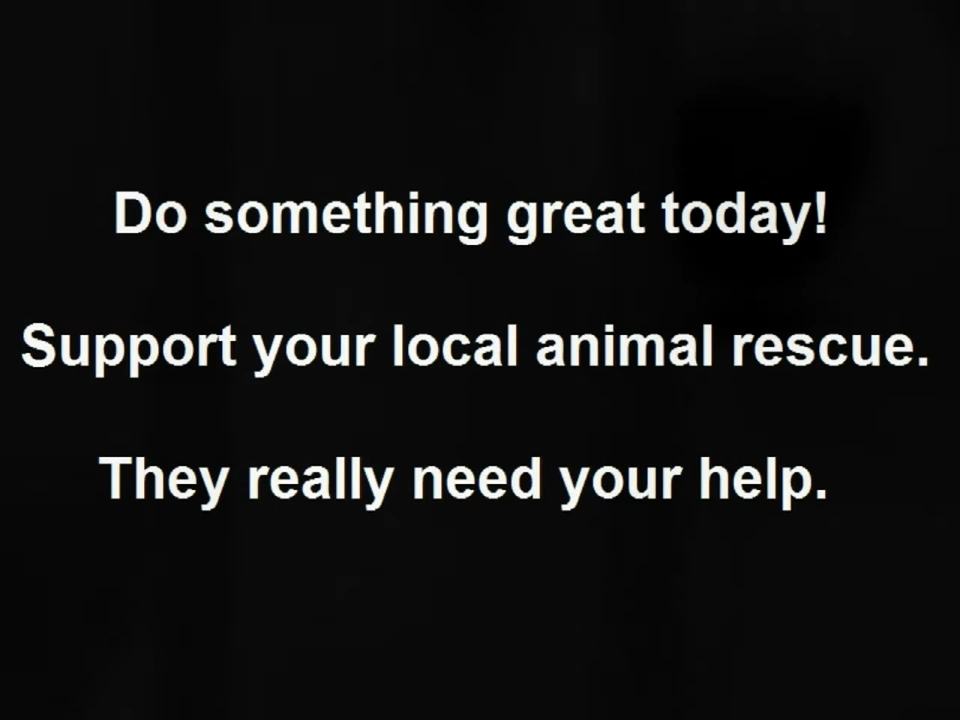 Do something great today!
Support your local animal rescue.
They really need your help.